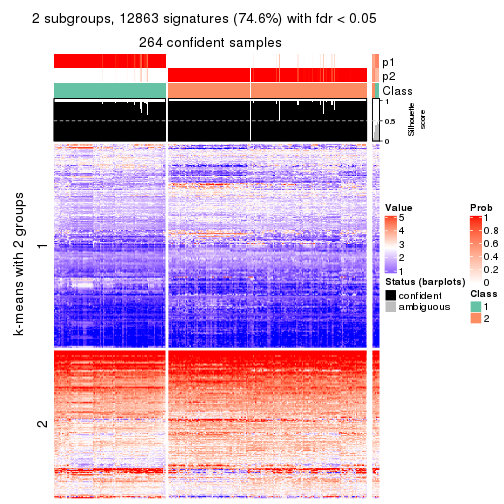 2 subgroups, 12863 signatures (74.6%) with fdr < 0.05
264 confident samples
p1
p2
Class
1
0.5
0
Silhouette
score
k-means with 2 groups
1
2
Value
5
4
3
2
1
Status (barplots)
confident
ambiguous
Prob
1
0.8
0.6
0.4
0.2
0
Class
1
2